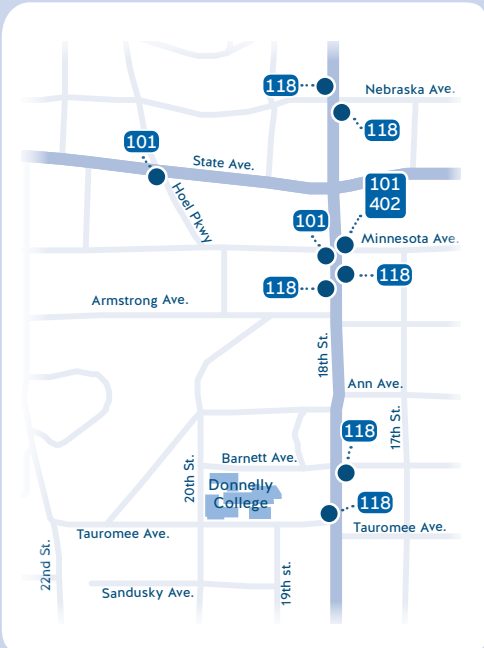 118
Nebraska Ave.
118
101
State Ave.
101
402
Hoel Pkwy
101
Minnesota Ave.
118
118
Armstrong Ave.
18th St.
Ann Ave.
17th St.
118
Barnett Ave.
20th St.
Donnelly
College
118
Tauromee Ave.
Tauromee Ave.
22nd St.
19th st.
Sandusky Ave.